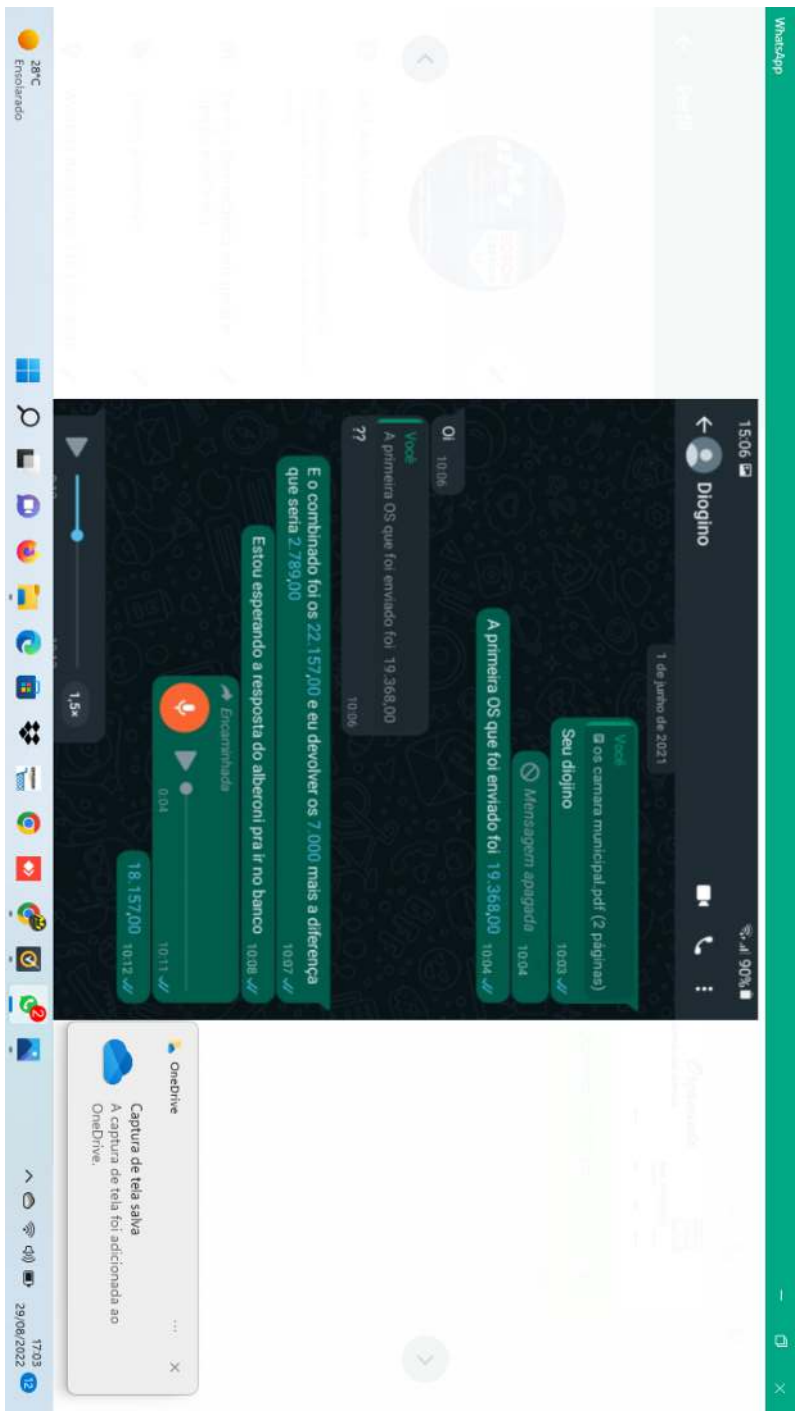 WhatsApp
15:06
90%
Diogino
1 de junho de 2021
Você
os camara municipal.pdf (2 páginas)
Seu diojino
10:03
Mensagem apagada
10:04
A primeira OS que foi enviado foi 19.368,00
10:04
Oi 10:06
Você
A primeira OS que foi enviado foi 19.368,00
??
10:06
E o combinado foi os 22.157,00 e eu devolver os 7.000 mais a diferença
que seria 2.789,00
10:07
Estou esperando a resposta do alberoni pra ir no banco
10:08
Encaminhada
0:04
10:11
18.157,00 10:12
1,5×
OneDrive
Captura de tela salva
A captura de tela foi adicionada ao
OneDrive.
28°C
Ensolarado
2
17:03
29/08/2022
12